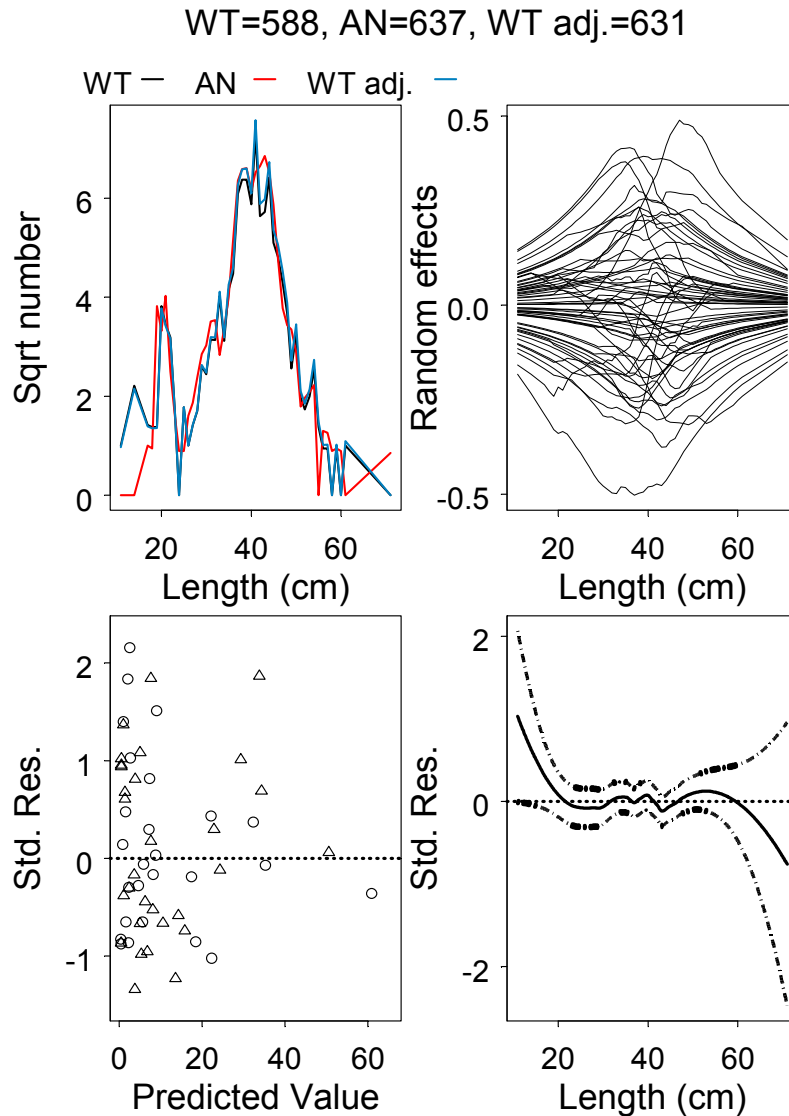 WT=588, AN=637, WT adj.=631
WT AN WT adj.
Sqrt number
0 2 4 6
20 40 60
Length (cm)
Random effects
-0.5 0.0 0.5
20 40 60
Length (cm)
Std. Res.
-1 0 1 2
0 20 40 60
Predicted Value
Std. Res.
-2 0 2
20 40 60
Length (cm)